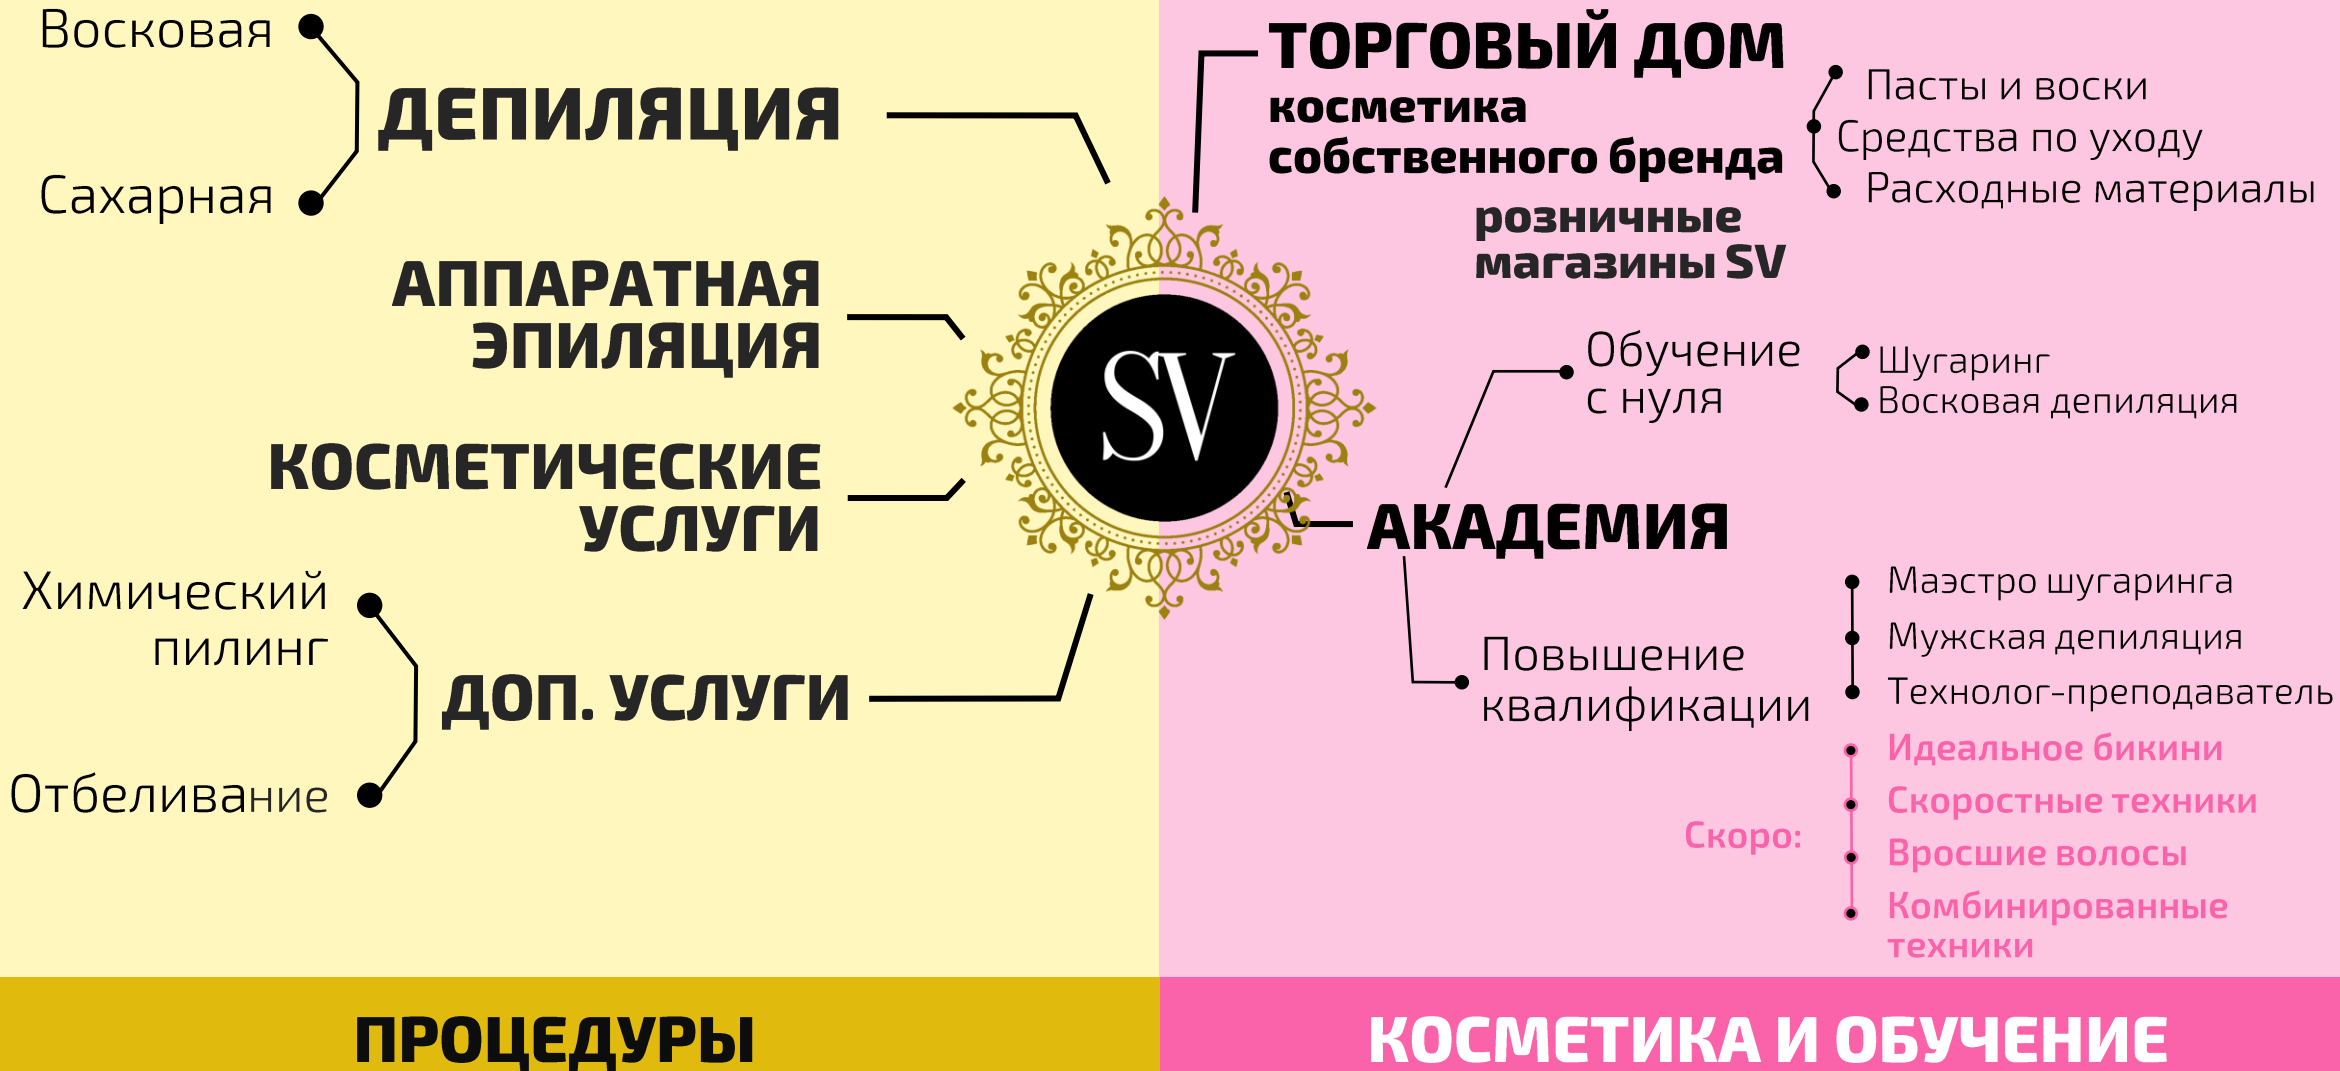 Восковая
ДЕПИЛЯЦИЯ
Сахарная
АППАРАТНАЯ
ЭПИЛЯЦИЯ
КОСМЕТИЧЕСКИЕ
УСЛУГИ
Химический
пилинг
ДОП. УСЛУГИ
Отбеливание
ПРОЦЕДУРЫ
SV
ТОРГОВЫЙ ДОМ
косметика
собственного бренда
розничные
магазины SV
Пасты и воски
Средства по уходу
Расходные материалы
Обучение
с нуля
Шугаринг
Восковая депиляция
АКАДЕМИЯ
Повышение
квалификации
Маэстро шугаринга
Мужская депиляция
Технолог-преподаватель
Скоро:
Идеальное бикини
Скоростные техники
Вросшие волосы
Комбинированные
техники
КОСМЕТИКА И ОБУЧЕНИЕ